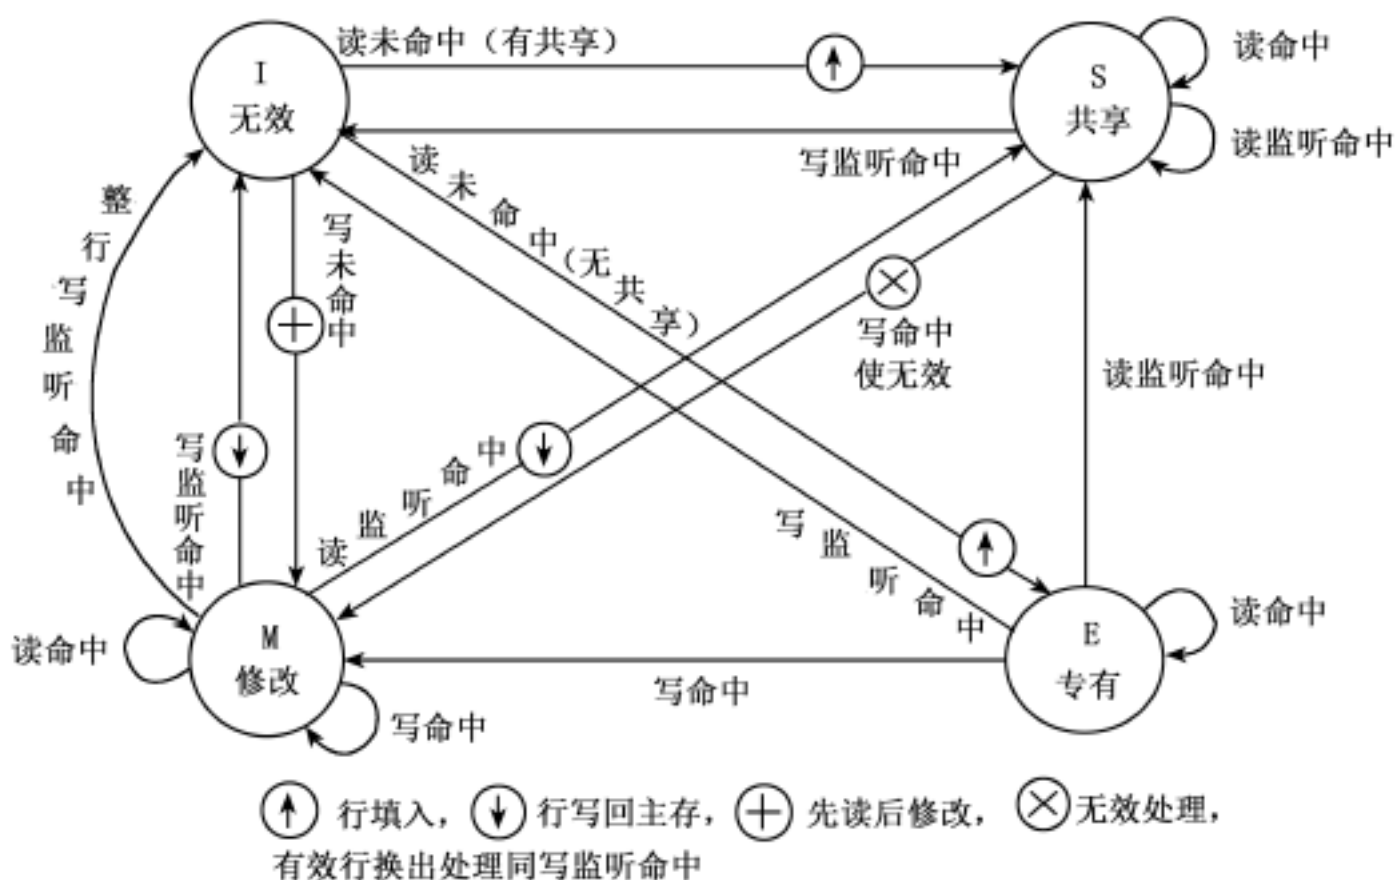 I
无效
读未命中（有共享）
S
共享
读命中
读监听命中
写监听命中
读未命中（无共享）
整行写监听命中
写未命中
写命中
使无效
读监听命中
写监听命中
读监听命中
写监听命中
读命中
M
修改
写命中
写命中
E
专有
读命中
行填入，行写回主存，先读后修改，无效处理，
有效行换出处理同写监听命中